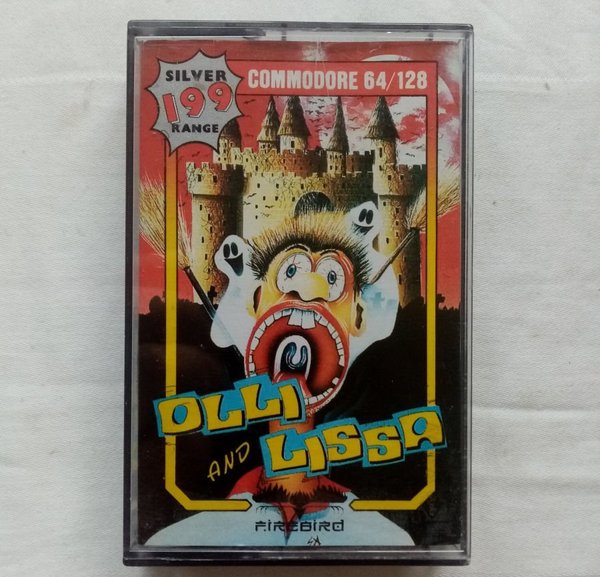 SILVER
199
RANGE
COMMODORE 64/128
OLLI
AND LISSA
FIREBIRD